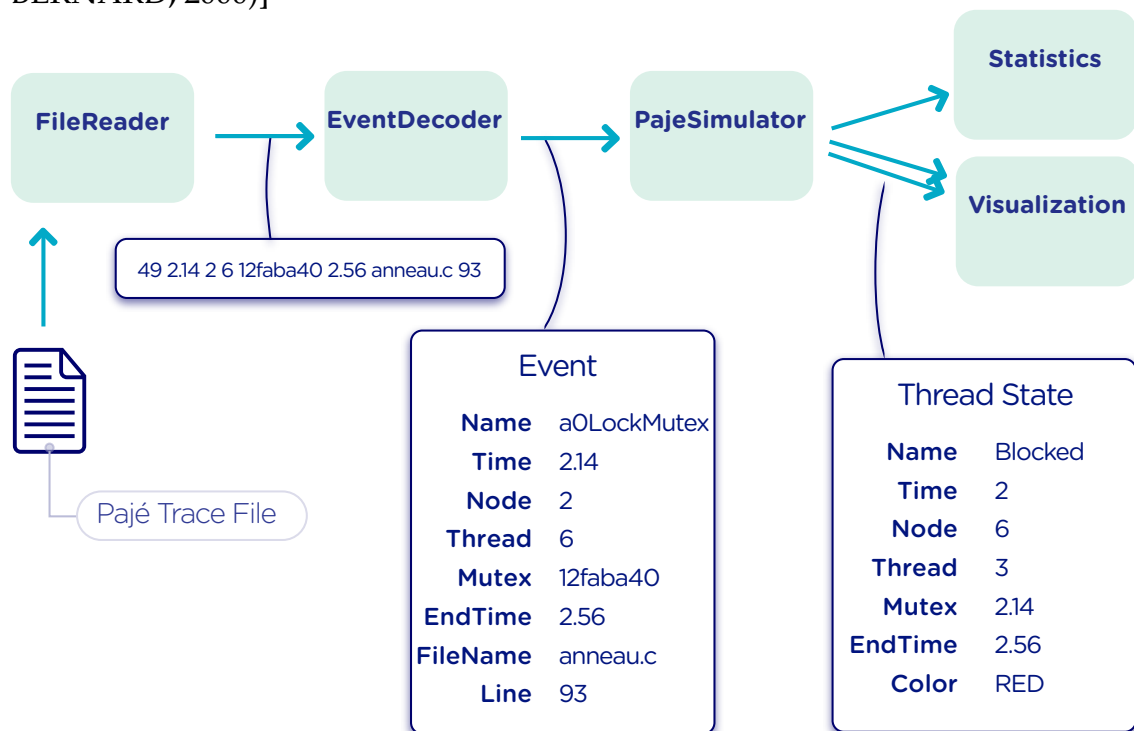 BERNARD, 2000)]
Statistics
FileReader
EventDecoder
PajeSimulator
Visualization
49 2.14 2 6 12faba40 2.56 anneau.c 93
Pajé Trace File
Event
Name a0LockMutex
Time 2.14
Node 2
Thread 6
Mutex 12faba40
EndTime 2.56
FileName anneau.c
Line 93
Thread State
Name Blocked
Time 2
Node 6
Thread 3
Mutex 2.14
EndTime 2.56
Color RED